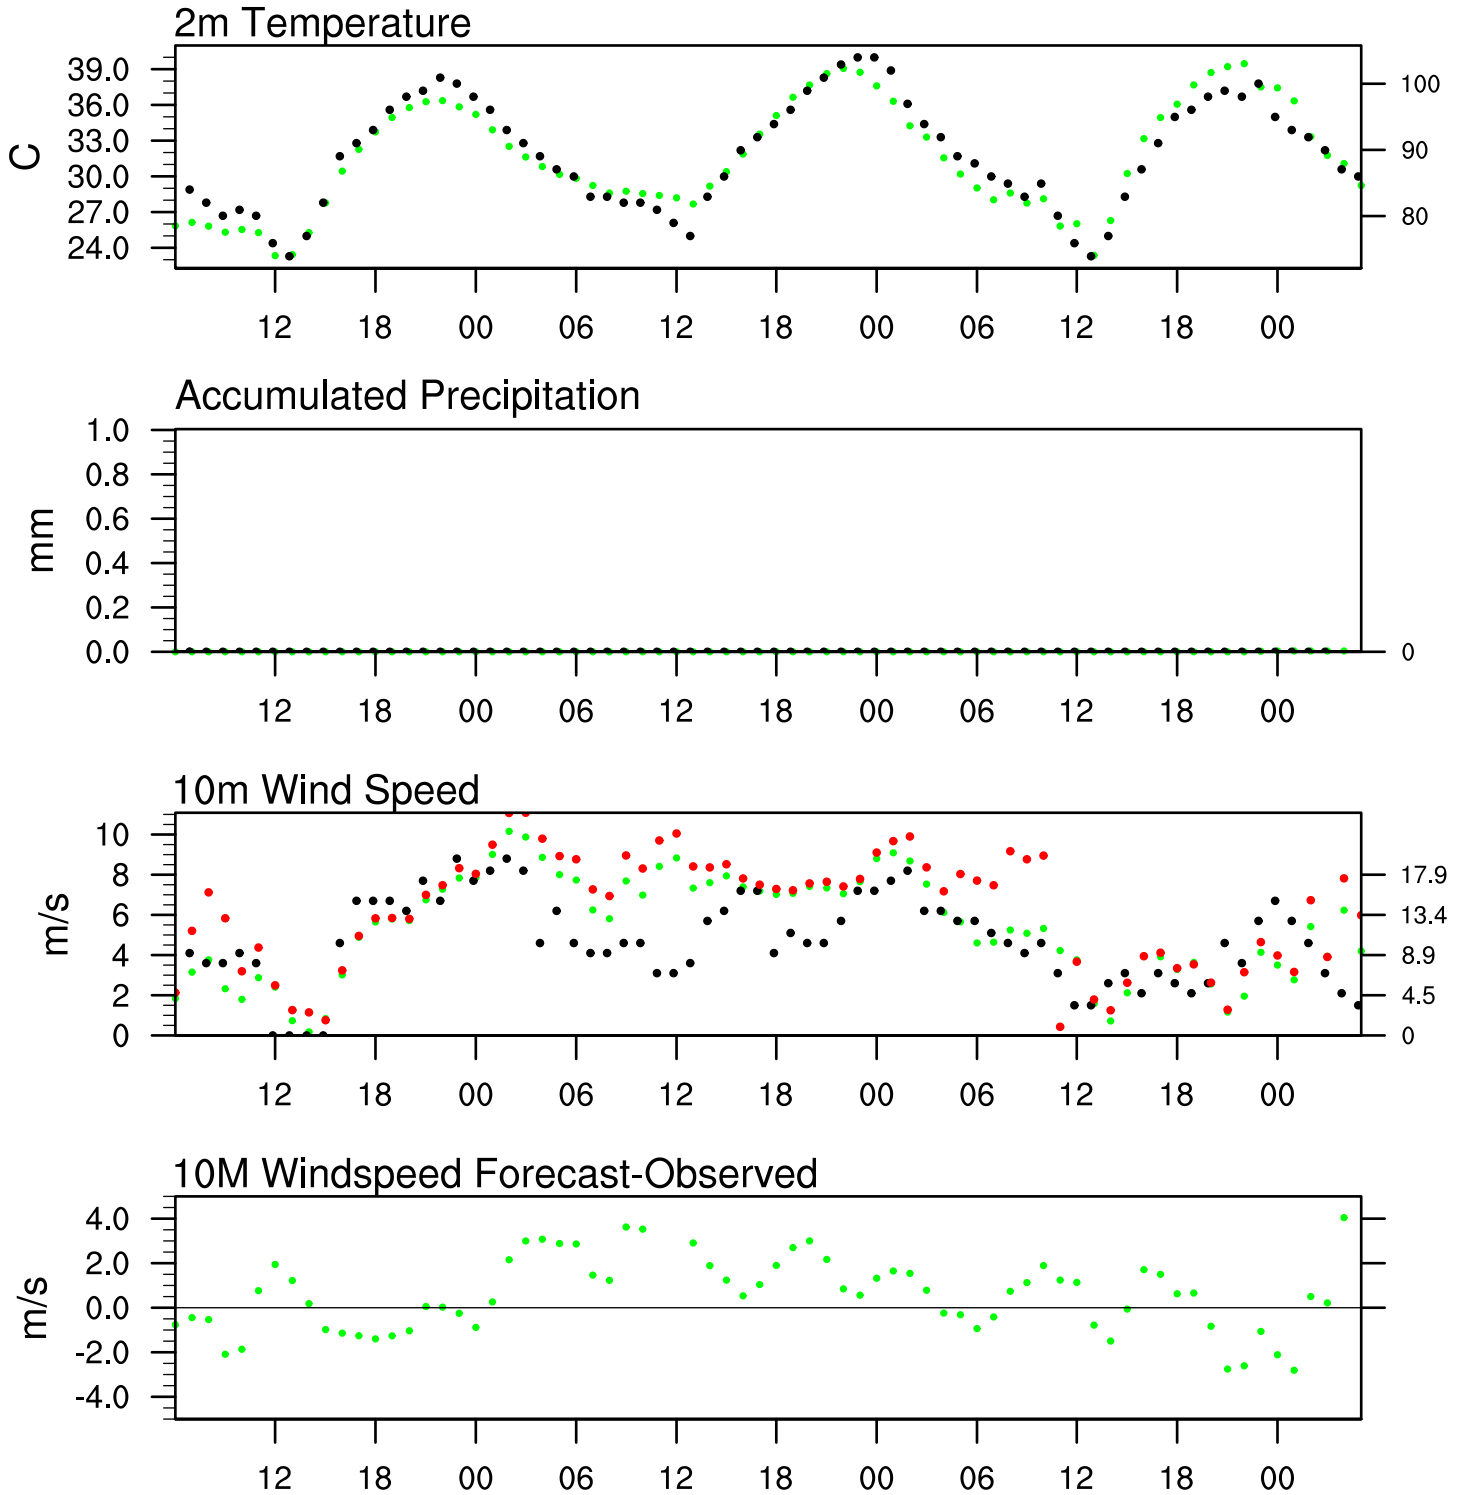 2m Temperature
39.0
36.0
33.0
30.0
27.0
24.0
C
100
90
80
12 18 00 06 12 18 00 06 12 18 00
Accumulated Precipitation
1.0
0.8
0.6
0.4
0.2
0.0
mm
0
12 18 00 06 12 18 00 06 12 18 00
10m Wind Speed
10
8
6
4
2
0
m/s
17.9
13.4
8.9
4.5
0
12 18 00 06 12 18 00 06 12 18 00
10M Windspeed Forecast-Observed
4.0
2.0
0.0
-2.0
-4.0
m/s
12 18 00 06 12 18 00 06 12 18 00